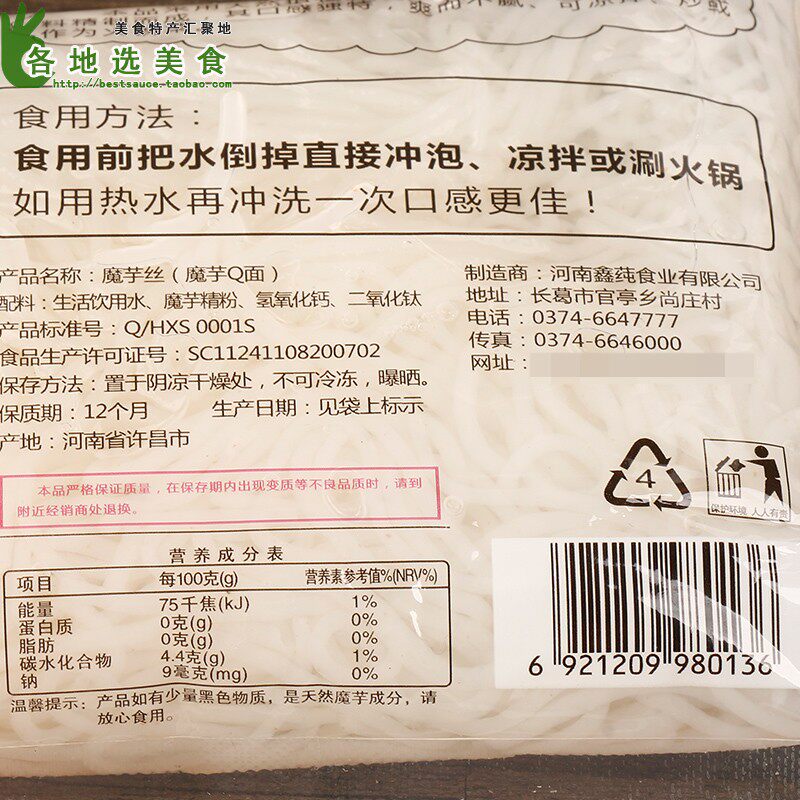 美食特产汇聚地
各地选美食
http://bestsauce.taobao.com
食用方法：
食用前把水倒掉直接冲泡、凉拌或涮火锅
如用热水再冲洗一次口感更佳！
产品名称：魔芋丝（魔芋Q面）
配料：生活饮用水、魔芋精粉、氢氧化钙、二氧化钛
产品标准号：Q/HXS 0001S
食品生产许可证号：SC11241108200702
保存方法：置于阴凉干燥处，不可冷冻，曝晒。
保质期：12个月 生产日期：见袋上标示
产地：河南省许昌市
制造商：河南鑫莼食业有限公司
地址：长葛市官亭乡尚庄村
电话：0374-6647777
传真：0374-6646000
网址：
本品严格保证质量，在保存期内出现变质等不良品质时，请到
附近经销商处退换。
4
保护环境 人人有责
营养成分表
项目 每100克(g) 营养素参考值%(NRV%)
能量 75千焦(kJ) 1%
蛋白质 0克(g) 0%
脂肪 0克(g) 0%
碳水化合物 4.4克(g) 1%
钠 9毫克(mg) 0%
温馨提示：产品如有少量黑色物质，是天然魔芋成分，请
放心食用。
6 921209 980136